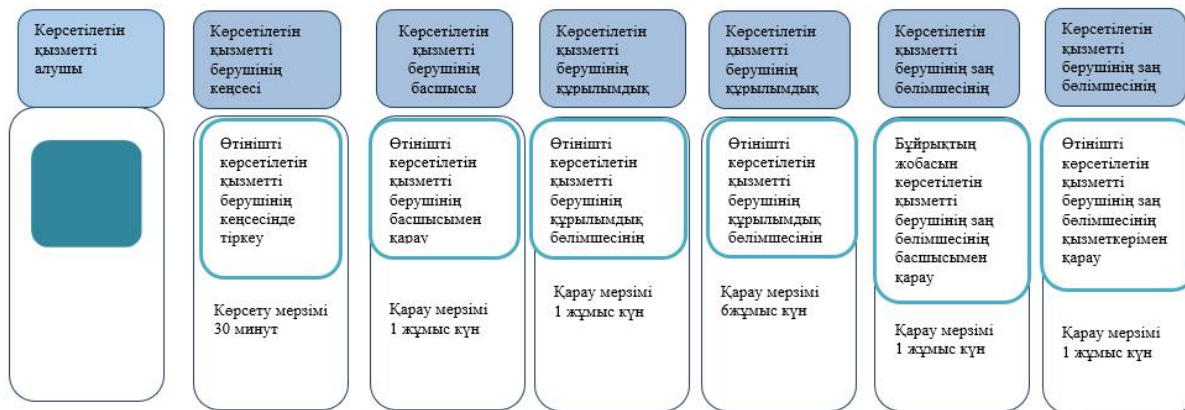 Көрсетілетін
қызметті
алушы
Көрсетілетін
қызметті
берушінің
кеңсесі
Көрсетілетін
қызметті
берушінің
басшысы
Көрсетілетін
қызметті
берушінің
құрылымдық
Көрсетілетін
қызметті
берушінің
құрылымдық
Көрсетілетін
қызметті
берушінің заң
бөлімшесінің
Көрсетілетін
қызметті
берушінің заң
бөлімшесінің
Өтінішті
көрсетілетін
қызметті
берушінің
кеңсесінде
тіркеу
Көрсету мерзімі
30 минут
Өтінішті
көрсетілетін
қызметті
берушінің
басшысымен
қарау
Қарау мерзімі
1 жұмыс күн
Өтінішті
көрсетілетін
қызметті
берушінің
құрылымдық
бөлімшесінің
Қарау мерзімі
1 жұмыс күн
Өтінішті
көрсетілетін
қызметті
берушінің
құрылымдық
бөлімшесінін
Қарау мерзімі
6жұмыс күн
Бұйрықтың
жобасын
көрсетілетін
қызметті
берушінің заң
бөлімшесінің
басшысымен
қарау
Қарау мерзімі
1 жұмыс күн
Өтінішті
көрсетілетін
қызметті
берушінің заң
бөлімшесінің
қызметкерімен
қарау
Қарау мерзімі
1 жұмыс күн